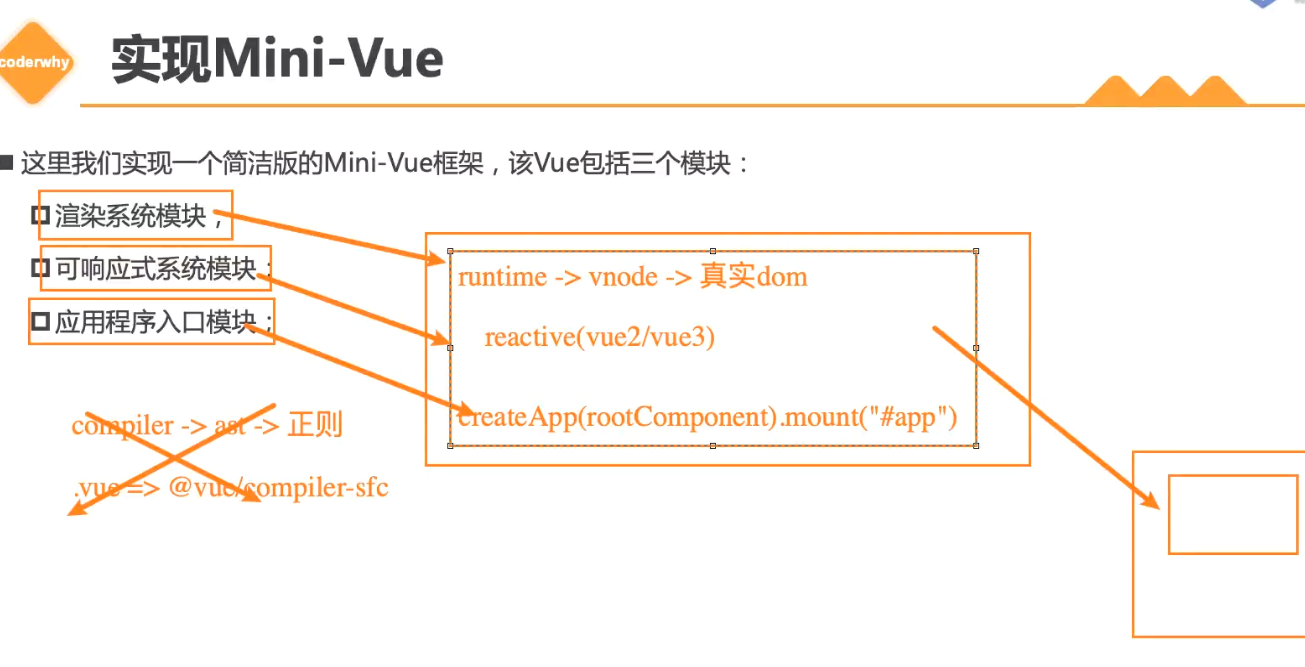 coderwhy
实现Mini-Vue
这里我们实现一个简洁版的Mini-Vue框架，该Vue包括三个模块：
渲染系统模块；
可响应式系统模块；
应用程序入口模块；
runtime -> vnode -> 真实dom
reactive(vue2/vue3)
createApp(rootComponent).mount("#app")
compiler -> ast -> 正则
.vue => @vue/compiler-sfc